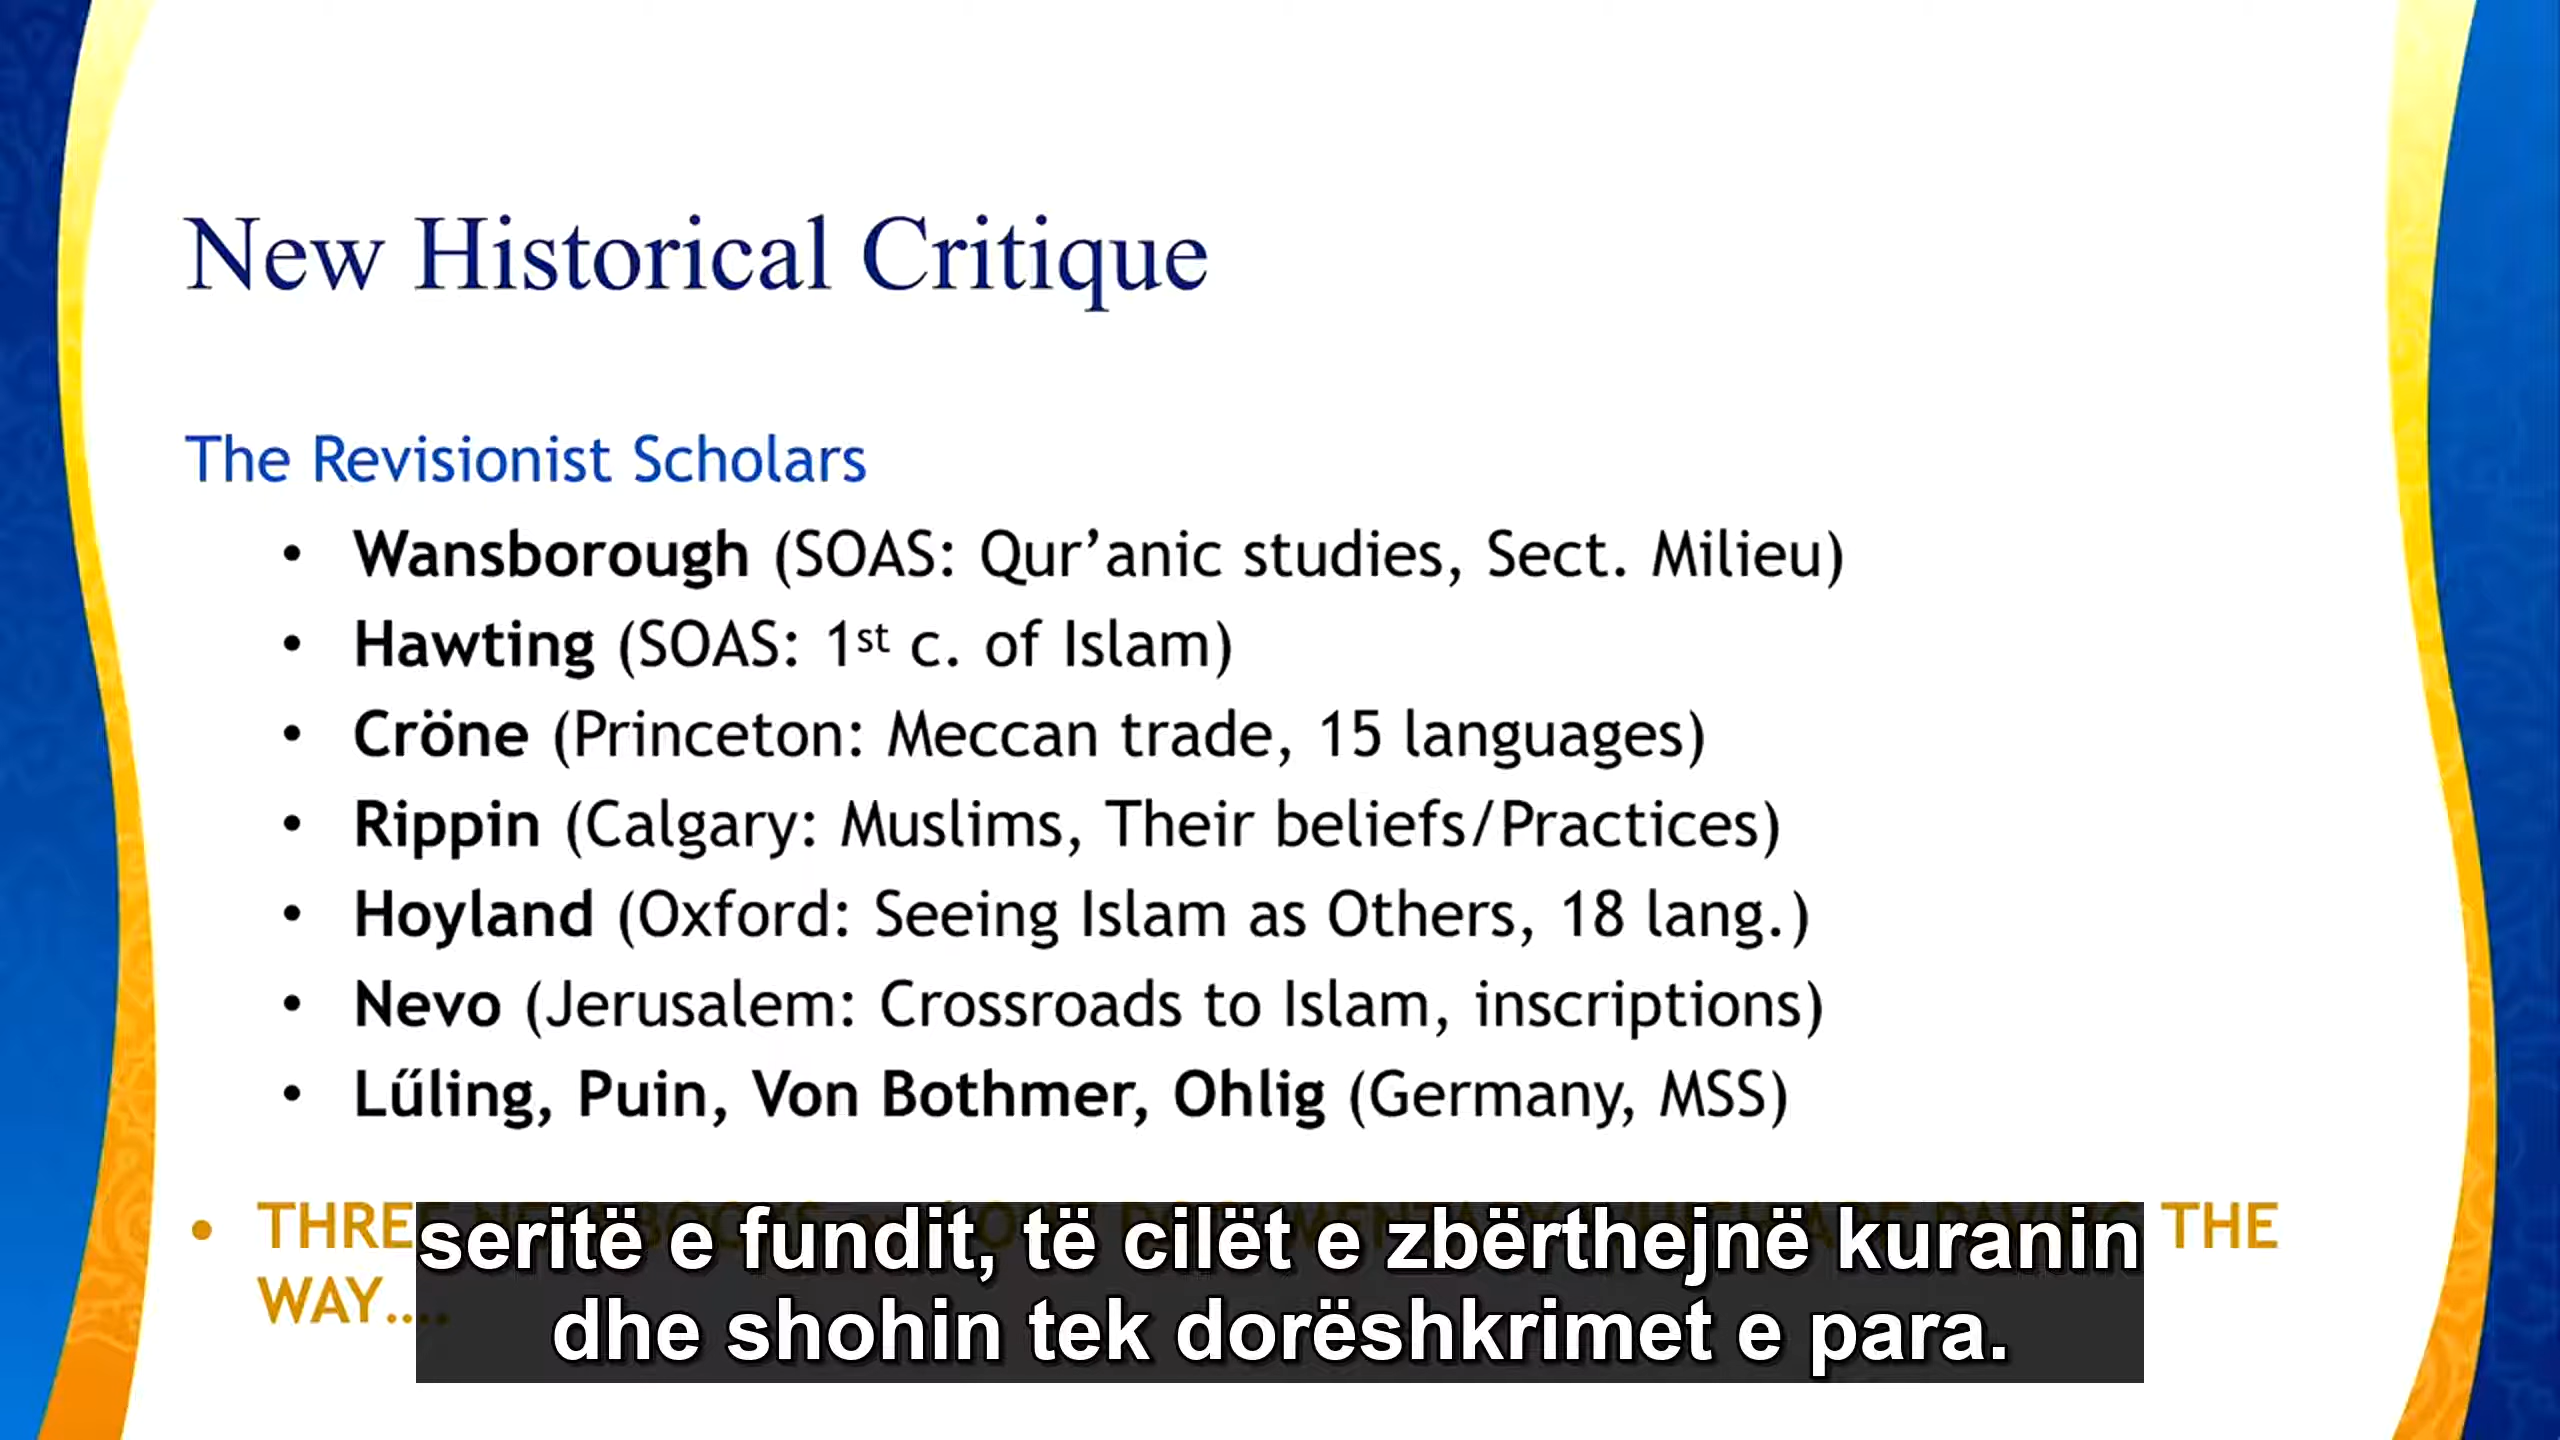 New Historical Critique
The Revisionist Scholars
• Wansborough (SOAS: Qur’anic studies, Sect. Milieu)
• Hawting (SOAS: 1st c. of Islam)
• Cröne (Princeton: Meccan trade, 15 languages)
• Rippin (Calgary: Muslims, Their beliefs/Practices)
• Hoyland (Oxford: Seeing Islam as Others, 18 lang.)
• Nevo (Jerusalem: Crossroads to Islam, inscriptions)
• Lűling, Puin, Von Bothmer, Ohlig (Germany, MSS)
• THREE THE
WAY....
seritë e fundit, të cilët e zbërthejnë kuranin
dhe shohin tek dorëshkrimet e para.